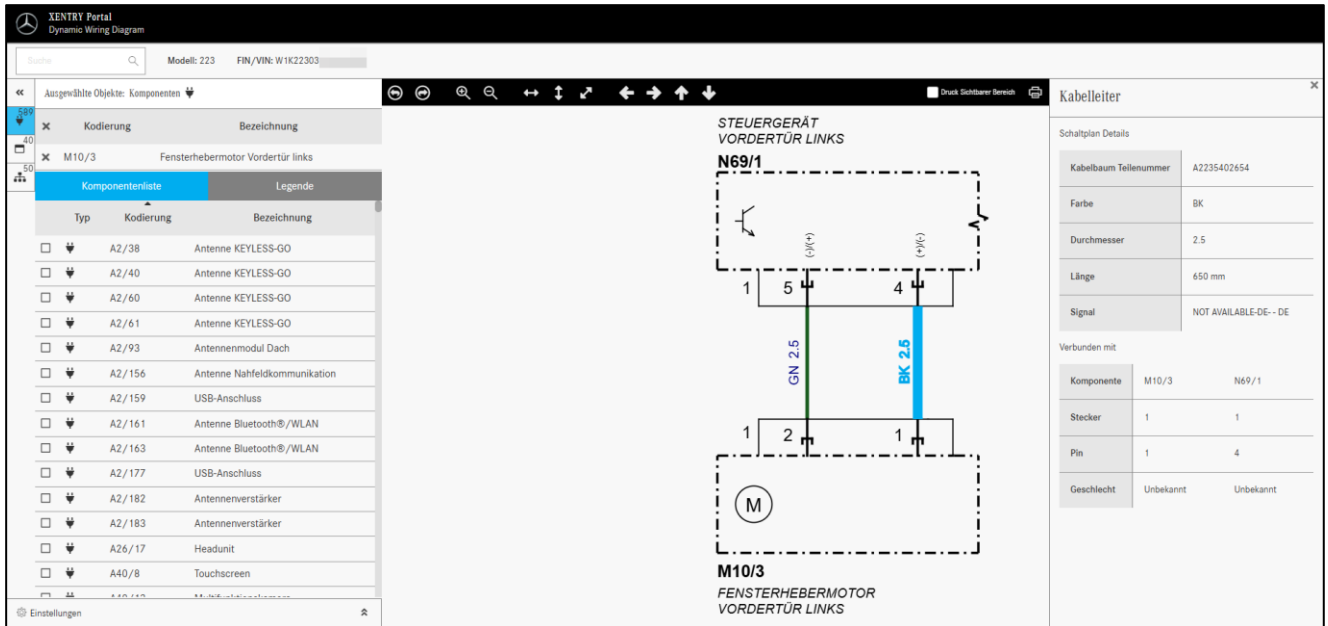 XENTRY Portal
Dynamic Wiring Diagram
Suche
Modell: 223 FIN/VIN: W1K22303
Ausgewählte Objekte: Komponenten
589
40
50
Kodierung Bezeichnung
M10/3 Fensterhebermotor Vordertür links
Komponentenliste Legende
Typ Kodierung Bezeichnung
A2/38 Antenne KEYLESS-GO
A2/40 Antenne KEYLESS-GO
A2/60 Antenne KEYLESS-GO
A2/61 Antenne KEYLESS-GO
A2/93 Antennenmodul Dach
A2/156 Antenne Nahfeldkommunikation
A2/159 USB-Anschluss
A2/161 Antenne Bluetooth®/WLAN
A2/163 Antenne Bluetooth®/WLAN
A2/177 USB-Anschluss
A2/182 Antennenverstärker
A2/183 Antennenverstärker
A26/17 Headunit
A40/8 Touchscreen
Einstellungen
Druck Sichtbarer Bereich
STEUERGERÄT
VORDERTÜR LINKS
N69/1
(-)/(+) (+)/(-)
1 5 4
GN 2.5 BK 2.5
1 2 1
M
M10/3
FENSTERHEBERMOTOR
VORDERTÜR LINKS
Kabelleiter
Schaltplan Details
Kabelbaum Teilenummer A2235402654
Farbe BK
Durchmesser 2.5
Länge 650 mm
Signal NOT AVAILABLE-DE-- DE
Verbunden mit
Komponente M10/3 N69/1
Stecker 1 1
Pin 1 4
Geschlecht Unbekannt Unbekannt